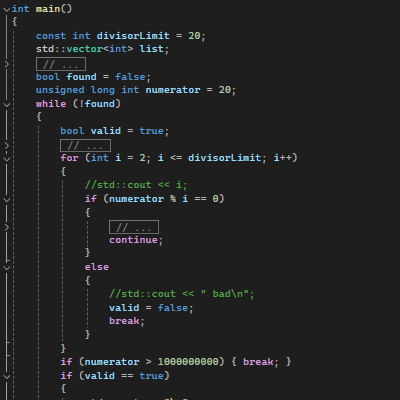 int main()
{
const int divisorLimit = 20;
std::vector<int> list;
// ...
bool found = false;
unsigned long int numerator = 20;
while (!found)
{
bool valid = true;
// ...
for (int i = 2; i <= divisorLimit; i++)
{
//std::cout << i;
if (numerator % i == 0)
{
// ...
continue;
}
else
{
//std::cout << " bad\n";
valid = false;
break;
}
}
if (numerator > 1000000000) { break; }
if (valid == true)
{